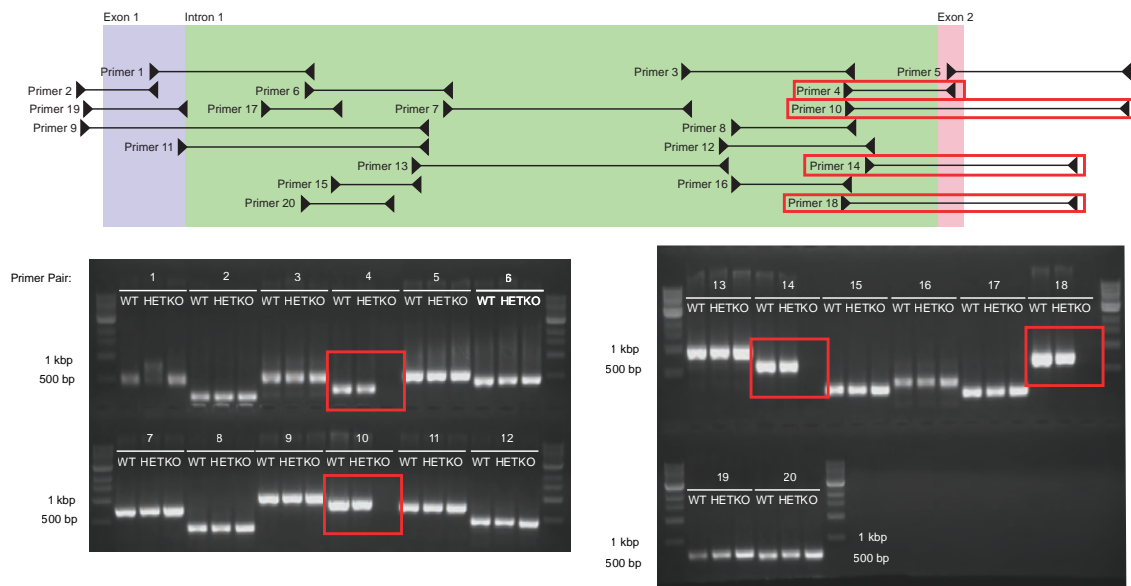 Exon 1 Intron 1 Exon 2
Primer 1 Primer 3 Primer 5
Primer 2 Primer 6 Primer 4
Primer 19 Primer 17 Primer 7 Primer 10
Primer 9 Primer 8
Primer 11 Primer 12
Primer 13 Primer 14
Primer 15 Primer 16
Primer 20 Primer 18
Primer Pair: 1 2 3 4 5 6
WT HETKO WT HETKO WT HETKO WT HETKO WT HETKO WT HETKO
1 kbp
500 bp
7 8 9 10 11 12
WT HETKO WT HETKO WT HETKO WT HETKO WT HETKO WT HETKO
1 kbp
500 bp
13 14 15 16 17 18
WT HETKO WT HETKO WT HETKO WT HETKO WT HETKO WT HETKO
1 kbp
500 bp
19 20
WT HETKO WT HETKO
1 kbp 1 kbp
500 bp 500 bp